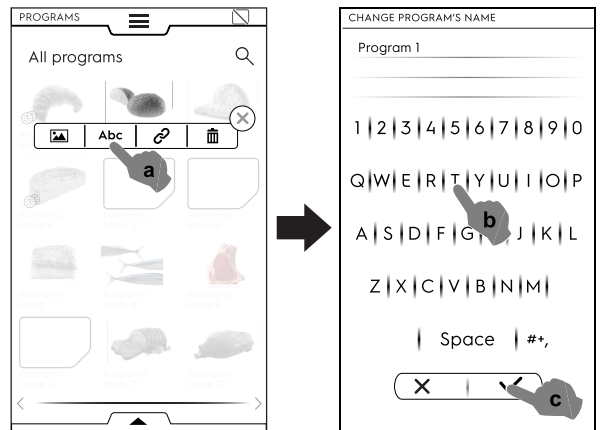 PROGRAMS
All programs
Abc
a
CHANGE PROGRAM'S NAME
Program 1
1 2 3 4 5 6 7 8 9 0
Q W E R T Y U I O P
b
A S D F G J K L
Z X C V B N M
Space #+,
c